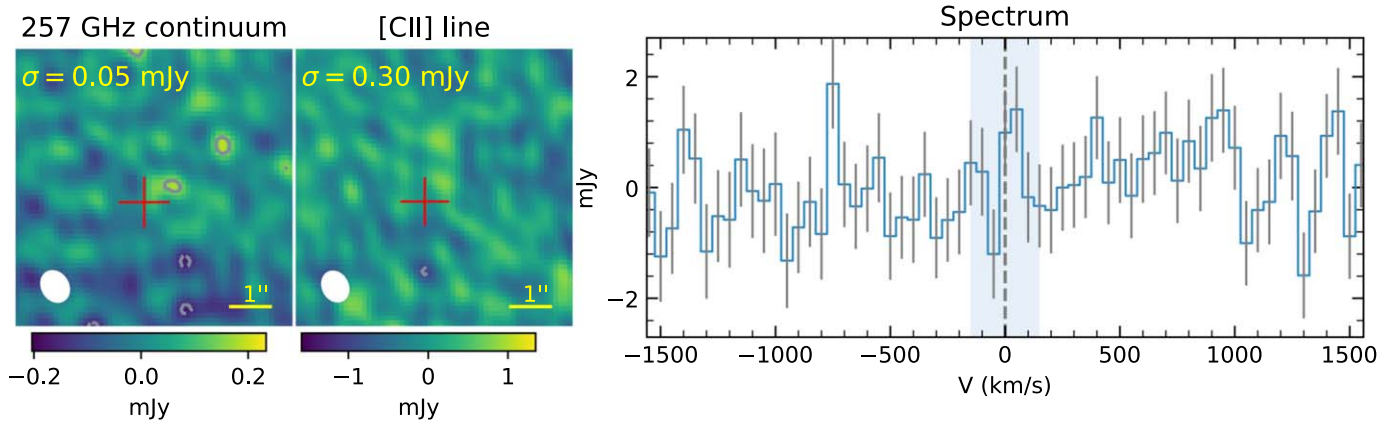 257 GHz continuum
σ = 0.05 mJy
1''
−0.2 0.0 0.2
mJy
[CII] line
σ = 0.30 mJy
1''
−1 0 1
mJy
Spectrum
mJy
2
0
−2
−1500 −1000 −500 0 500 1000 1500
V (km/s)